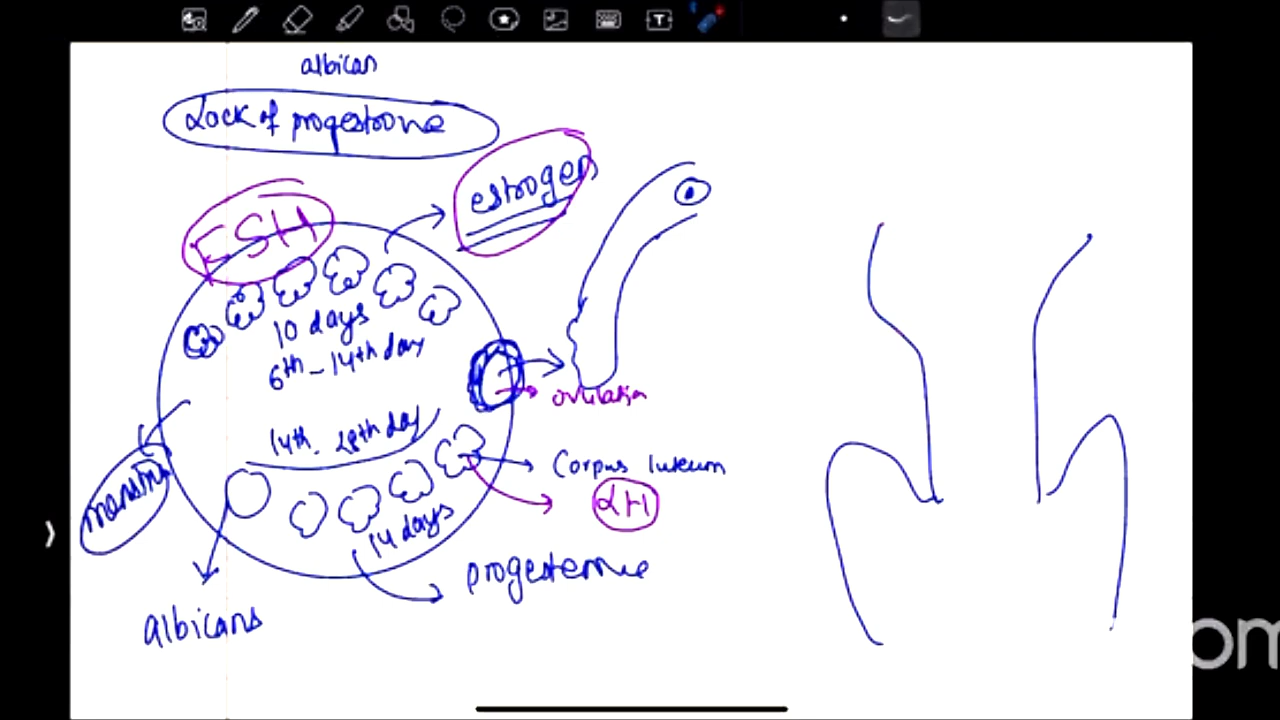 albican
Lack of progestrone
estrogen
FSH
10 days
6th - 14th day
ovulation
14th - 28th day
Corpus luteum
LH
14 days
progesterone
albicans
T
om